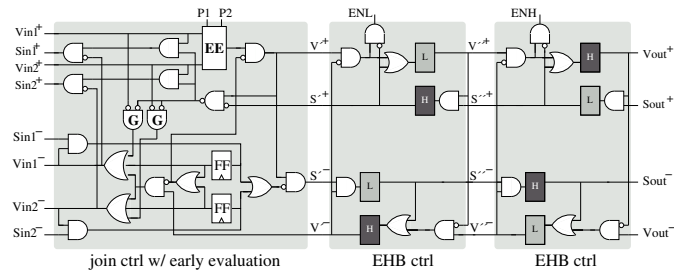 P1 P2
ENL
ENH
Vin1+
Sin1+
Vin2+
Sin2+
EE
V´+
V´´+
Vout+
L
H
S´+
S´´+
Sout+
H
L
G G
Sin1−
Vin1−
FF
S´−
S´´−
Sout−
L
H
Vin2−
Sin2−
FF
V´−
V´´−
Vout−
H
L
join ctrl w/ early evaluation
EHB ctrl
EHB ctrl